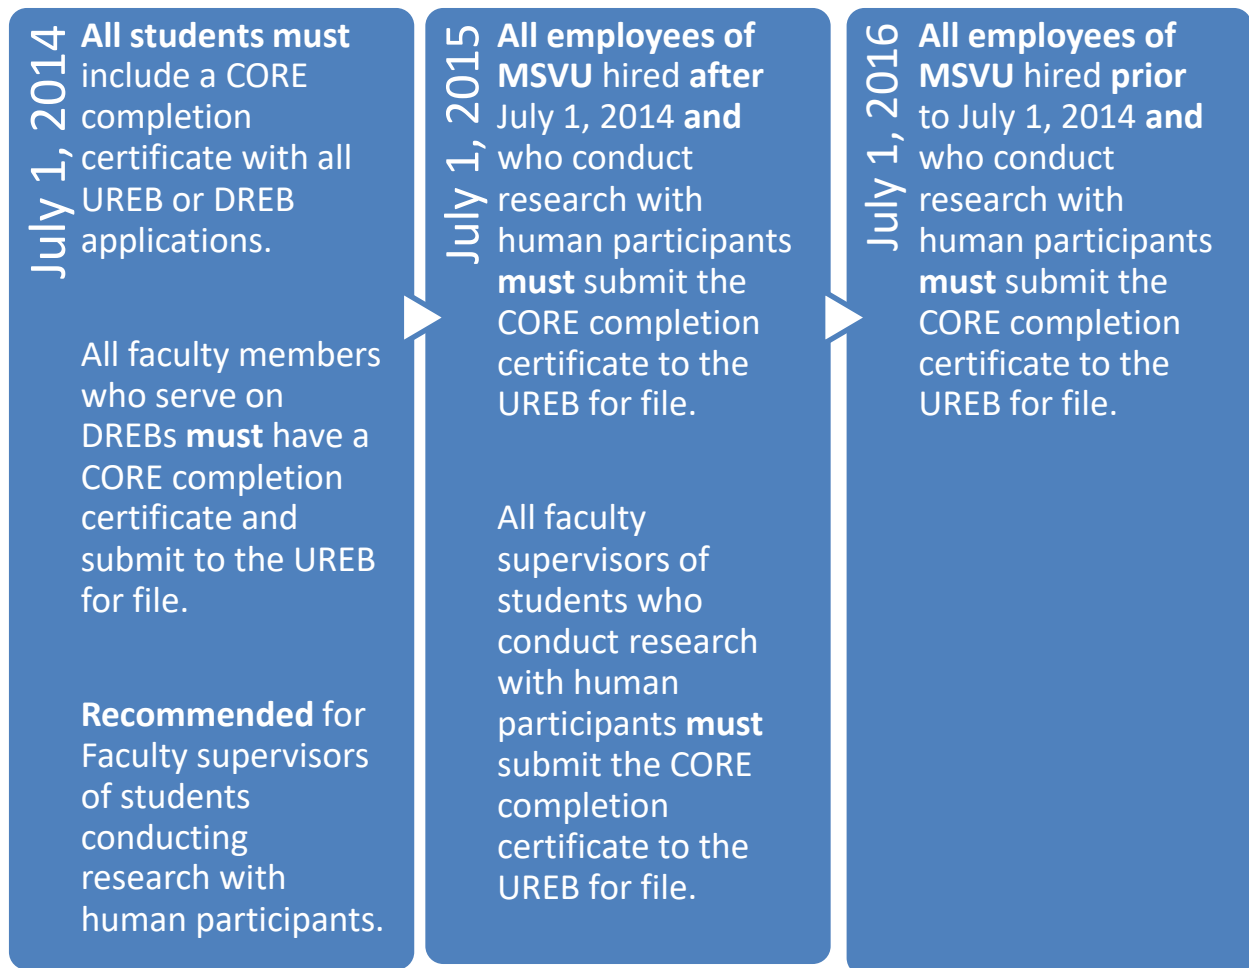 July 1, 2014
All students must
include a CORE
completion
certificate with all
UREB or DREB
applications.
All faculty members
who serve on
DREBs must have a
CORE completion
certificate and
submit to the UREB
for file.
Recommended for
Faculty supervisors
of students
conducting
research with
human participants.
July 1, 2015
All employees of
MSVU hired after
July 1, 2014 and
who conduct
research with
human participants
must submit the
CORE completion
certificate to the
UREB for file.
All faculty
supervisors of
students who
conduct research
with human
participants must
submit the CORE
completion
certificate to the
UREB for file.
July 1, 2016
All employees of
MSVU hired prior
to July 1, 2014 and
who conduct
research with
human participants
must submit the
CORE completion
certificate to the
UREB for file.